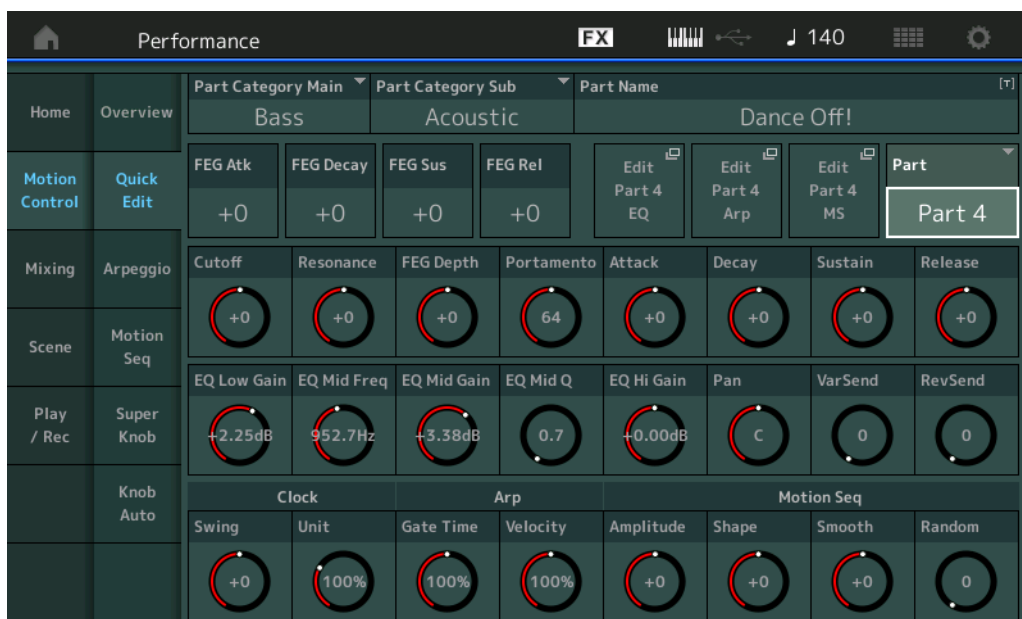 Performance
FX
♩ 140
Home
Motion
Control
Mixing
Scene
Play
/ Rec
Overview
Quick
Edit
Arpeggio
Motion
Seq
Super
Knob
Knob
Auto
Part Category Main Part Category Sub Part Name [T]
Bass Acoustic Dance Off!
FEG Atk FEG Decay FEG Sus FEG Rel
+0 +0 +0 +0
Edit
Part 4
EQ
Edit
Part 4
Arp
Edit
Part 4
MS
Part
Part 4
Cutoff Resonance FEG Depth Portamento Attack Decay Sustain Release
+0 +0 +0 64 +0 +0 +0 +0
EQ Low Gain EQ Mid Freq EQ Mid Gain EQ Mid Q EQ Hi Gain Pan VarSend RevSend
+2.25dB 952.7Hz +3.38dB 0.7 +0.00dB C 0 0
Clock Arp Motion Seq
Swing Unit Gate Time Velocity Amplitude Shape Smooth Random
+0 100% 100% 100% +0 +0 +0 0